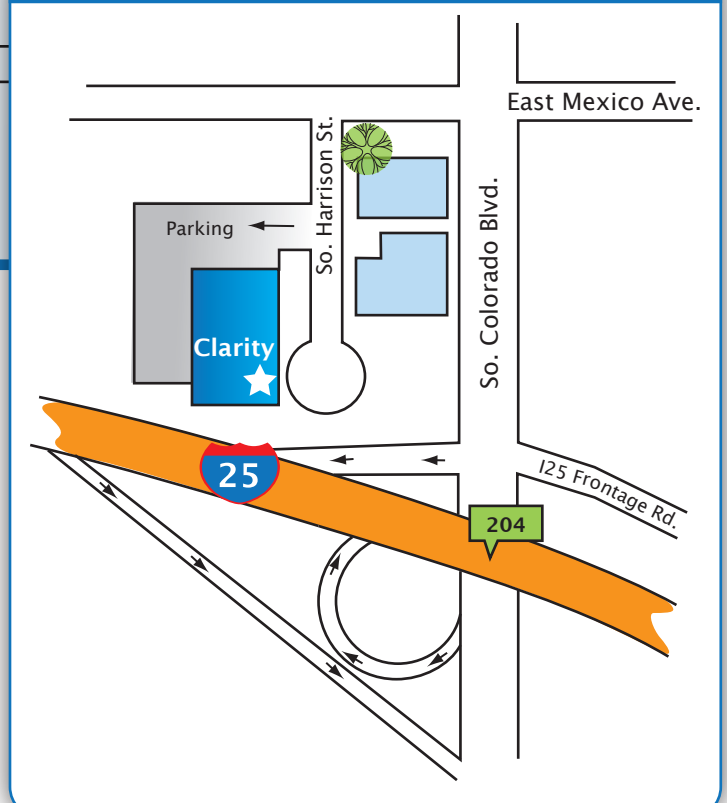 East Mexico Ave.
So. Harrison St.
So. Colorado Blvd.
Parking
Clarity
25
I25 Frontage Rd.
204